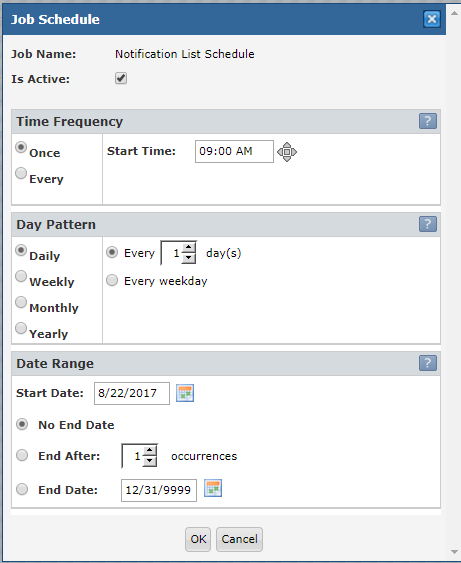 Job Schedule
Job Name: Notification List Schedule
Is Active:
Time Frequency ?
Once Start Time: 09:00 AM
Every
Day Pattern ?
Daily Every 1 day(s)
Weekly Every weekday
Monthly
Yearly
Date Range ?
Start Date: 8/22/2017
No End Date
End After: 1 occurrences
End Date: 12/31/9999
OK Cancel